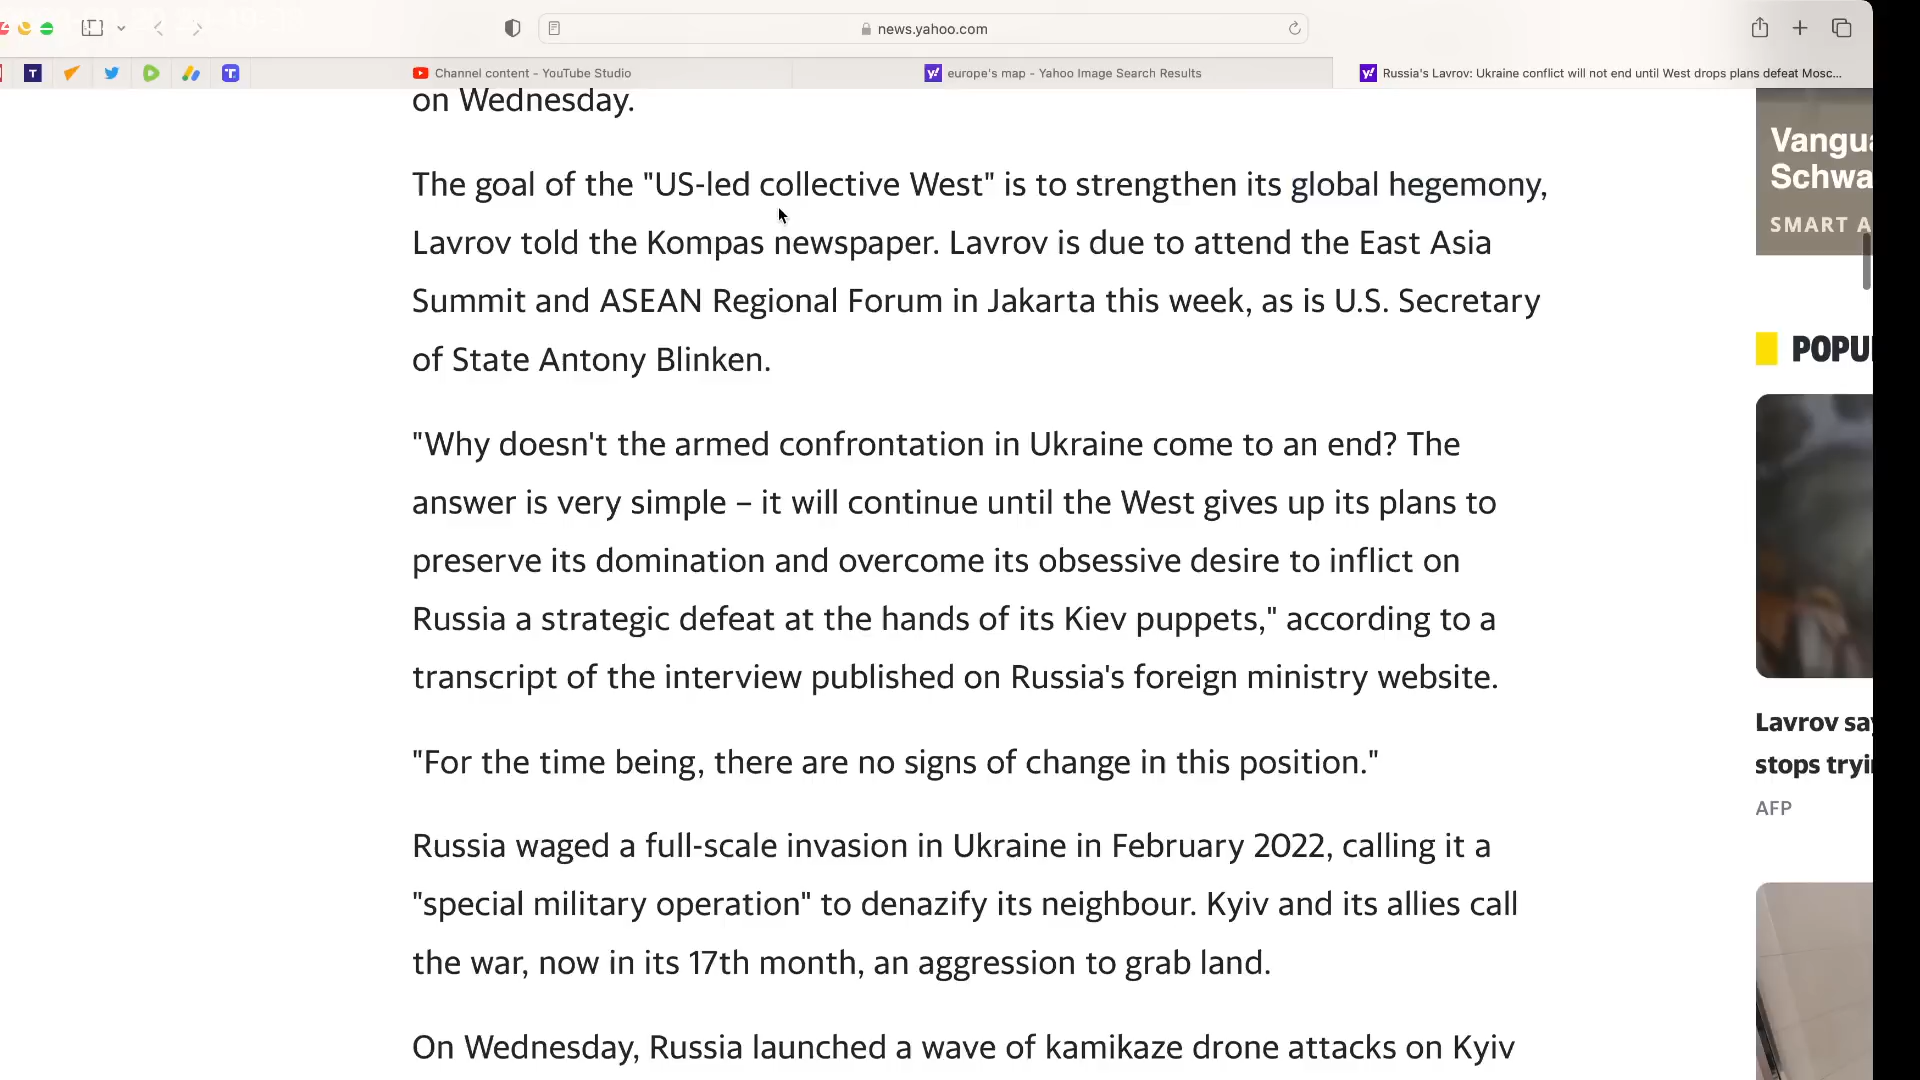 news.yahoo.com
Channel content - YouTube Studio
europe's map - Yahoo Image Search Results
Russia's Lavrov: Ukraine conflict will not end until West drops plans defeat Mosc...
on Wednesday.
The goal of the "US-led collective West" is to strengthen its global hegemony,
Lavrov told the Kompas newspaper. Lavrov is due to attend the East Asia
Summit and ASEAN Regional Forum in Jakarta this week, as is U.S. Secretary
of State Antony Blinken.
"Why doesn't the armed confrontation in Ukraine come to an end? The
answer is very simple – it will continue until the West gives up its plans to
preserve its domination and overcome its obsessive desire to inflict on
Russia a strategic defeat at the hands of its Kiev puppets," according to a
transcript of the interview published on Russia's foreign ministry website.
"For the time being, there are no signs of change in this position."
Russia waged a full-scale invasion in Ukraine in February 2022, calling it a
"special military operation" to denazify its neighbour. Kyiv and its allies call
the war, now in its 17th month, an aggression to grab land.
On Wednesday, Russia launched a wave of kamikaze drone attacks on Kyiv
Vangua
Schwa
SMART A
POPU
Lavrov say
stops tryi
AFP